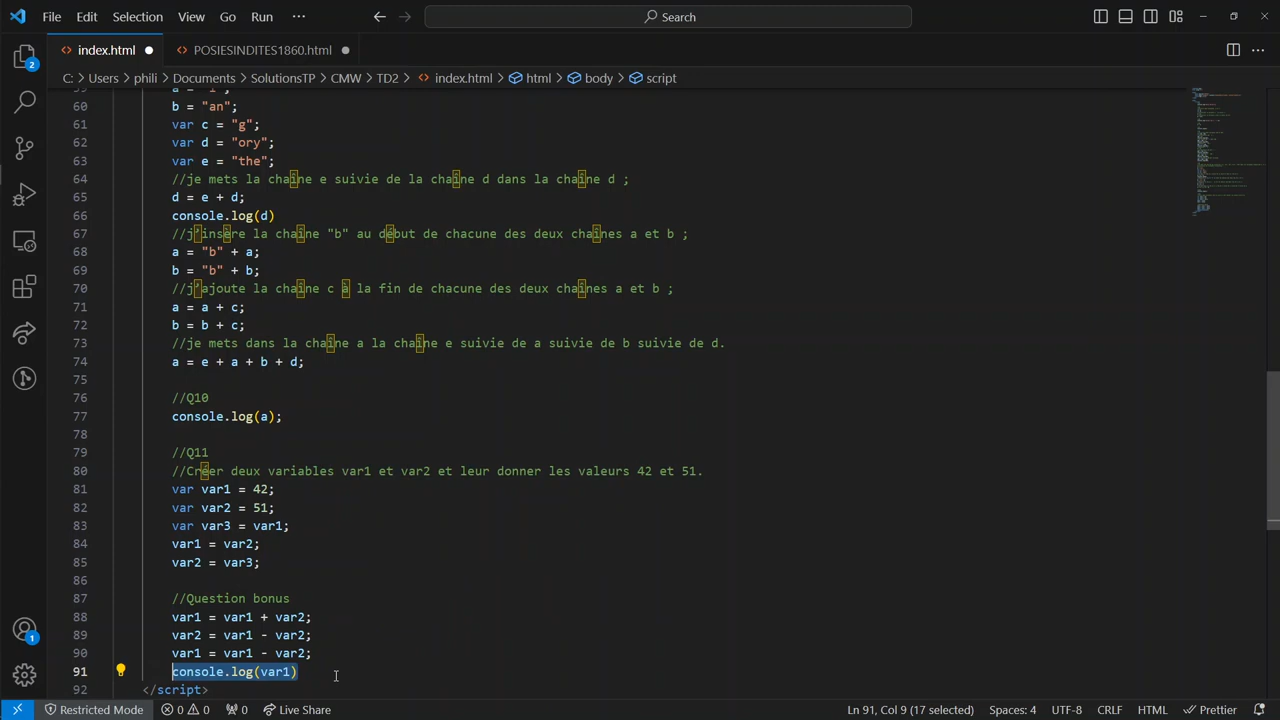 File Edit Selection View Go Run ··· Search
index.html POSIESINDITES1860.html
C: > Users > phili > Documents > SolutionsTP > CMW > TD2 > index.html > html > body > script
60 b = "an";
61 var c = "g";
62 var d = "ory";
63 var e = "the";
64 //je mets la chaîne e suivie de la chaîne d dans la chaîne d ;
65 d = e + d;
66 console.log(d)
67 //j’insère la chaîne "b" au début de chacune des deux chaînes a et b ;
68 a = "b" + a;
69 b = "b" + b;
70 //j’ajoute la chaîne c à la fin de chacune des deux chaînes a et b ;
71 a = a + c;
72 b = b + c;
73 //je mets dans la chaîne a la chaîne e suivie de a suivie de b suivie de d.
74 a = e + a + b + d;
75
76 //Q10
77 console.log(a);
78
79 //Q11
80 //Créer deux variables var1 et var2 et leur donner les valeurs 42 et 51.
81 var var1 = 42;
82 var var2 = 51;
83 var var3 = var1;
84 var1 = var2;
85 var2 = var3;
86
87 //Question bonus
88 var1 = var1 + var2;
89 var2 = var1 - var2;
90 var1 = var1 - var2;
91 console.log(var1)
92 </script>
2
1
Restricted Mode 0 0 0 Live Share Ln 91, Col 9 (17 selected) Spaces: 4 UTF-8 CRLF HTML Prettier